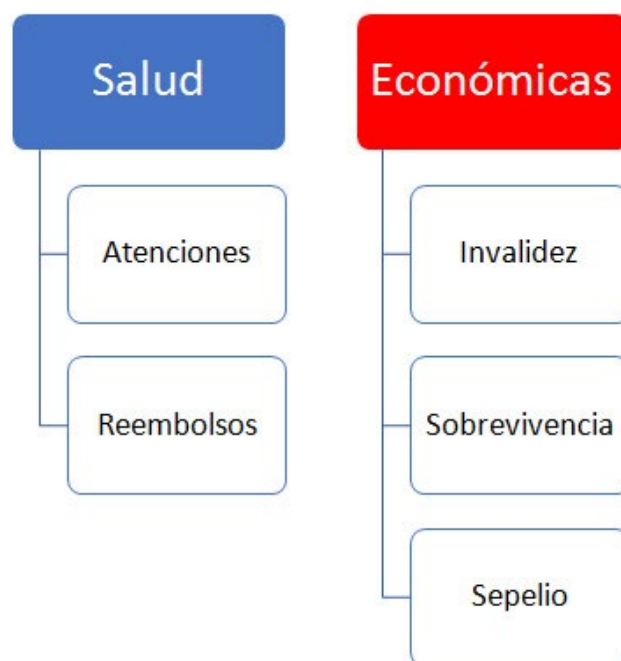 Salud
Atenciones
Reembolsos
Económicas
Invalidez
Sobrevivencia
Sepelio